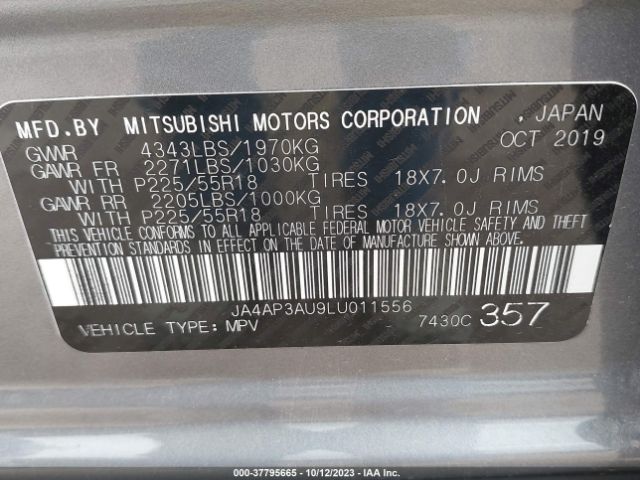 MFD.BY MITSUBISHI MOTORS CORPORATION , JAPAN
OCT 2019
GVWR 4343LBS/1970KG
GAWR FR 2271LBS/1030KG
WITH P225/55R18 TIRES 18X7.0J RIMS
GAWR RR 2205LBS/1000KG
WITH P225/55R18 TIRES 18X7.0J RIMS
THIS VEHICLE CONFORMS TO ALL APPLICABLE FEDERAL MOTOR VEHICLE SAFETY AND THEFT
PREVENTION STANDARDS IN EFFECT ON THE DATE OF MANUFACTURE SHOWN ABOVE.
JA4AP3AU9LU011556
VEHICLE TYPE: MPV 7430C 357
000-37795665 - 10/12/2023 - IAAI.COM